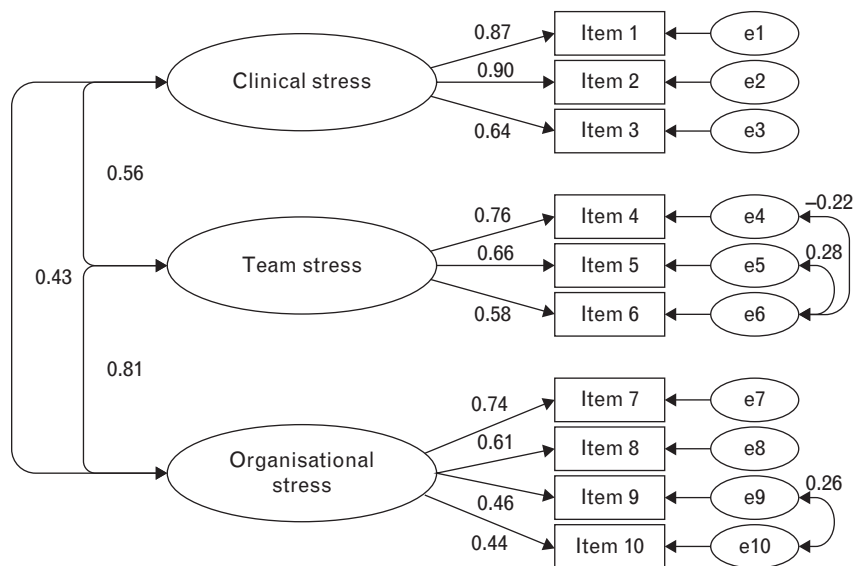 0.87
Item 1
e1
Clinical stress
0.90
Item 2
e2
0.64
Item 3
e3
0.56
0.76
Item 4
e4
–0.22
Team stress
0.66
Item 5
e5
0.28
0.43
0.58
Item 6
e6
0.81
0.74
Item 7
e7
0.61
Item 8
e8
Organisational
stress
0.46
Item 9
e9
0.26
0.44
Item 10
e10